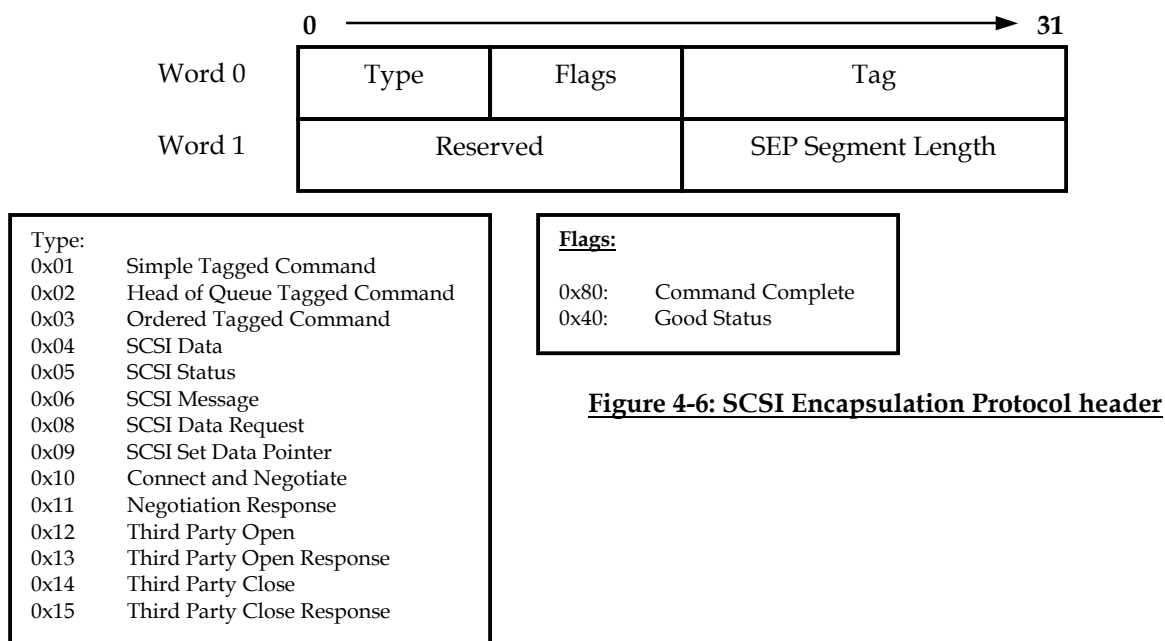 0 31
Word 0 Type Flags Tag
Word 1 Reserved SEP Segment Length
Type:
0x01 Simple Tagged Command
0x02 Head of Queue Tagged Command
0x03 Ordered Tagged Command
0x04 SCSI Data
0x05 SCSI Status
0x06 SCSI Message
0x08 SCSI Data Request
0x09 SCSI Set Data Pointer
0x10 Connect and Negotiate
0x11 Negotiation Response
0x12 Third Party Open
0x13 Third Party Open Response
0x14 Third Party Close
0x15 Third Party Close Response
Flags:
0x80: Command Complete
0x40: Good Status
Figure 4-6: SCSI Encapsulation Protocol header